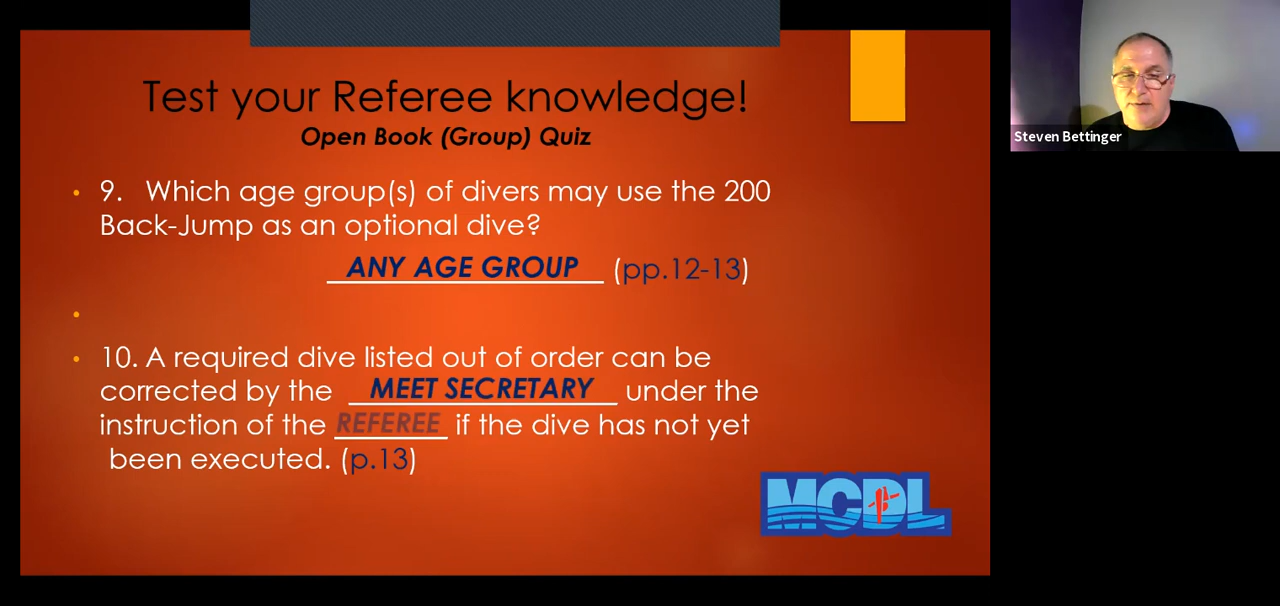 Test your Referee knowledge!
Open Book (Group) Quiz
9. Which age group(s) of divers may use the 200
Back-Jump as an optional dive?
ANY AGE GROUP (pp.12-13)
10. A required dive listed out of order can be
corrected by the MEET SECRETARY under the
instruction of the REFEREE if the dive has not yet
been executed. (p.13)
MCDL
Steven Bettinger